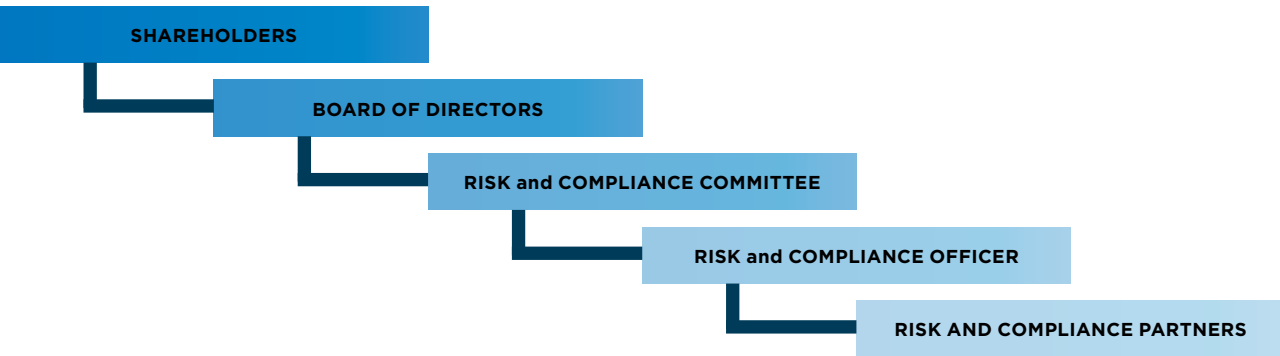 SHAREHOLDERS
BOARD OF DIRECTORS
RISK and COMPLIANCE COMMITTEE
RISK and COMPLIANCE OFFICER
RISK AND COMPLIANCE PARTNERS